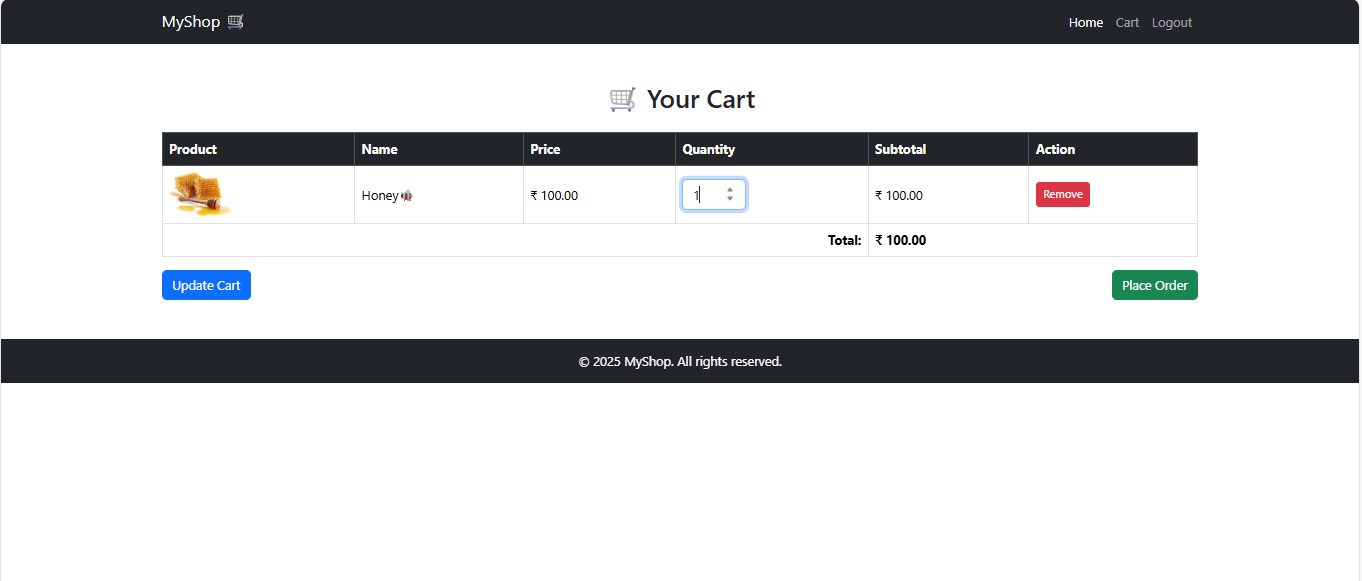 MyShop 🛒 Home Cart Logout
🛒 Your Cart
Product Name Price Quantity Subtotal Action
Honey🐝 ₹ 100.00 1 ₹ 100.00 Remove
Total: ₹ 100.00
Update Cart Place Order
© 2025 MyShop. All rights reserved.